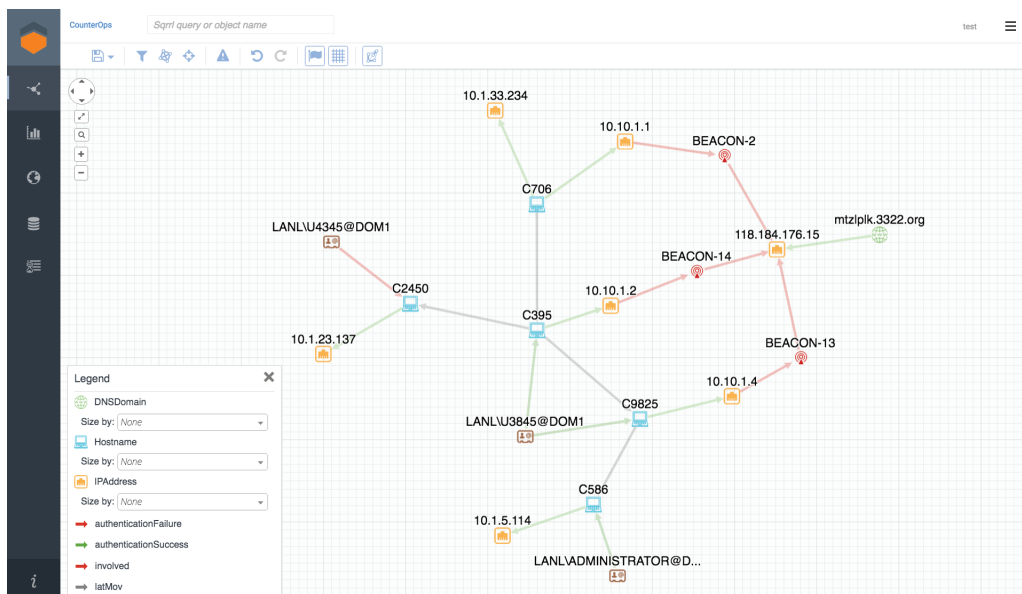 CounterOps
Sqrrl query or object name
test
10.1.33.234
10.10.1.1
BEACON-2
C706
mtzlplk.3322.org
LANL\U4345@DOM1
118.184.176.15
BEACON-14
C2450
10.10.1.2
C395
10.1.23.137
BEACON-13
10.10.1.4
C9825
LANL\U3845@DOM1
C586
10.1.5.114
LANL\ADMINISTRATOR@D...
Legend
DNSDomain
Size by: None
Hostname
Size by: None
IPAddress
Size by: None
authenticationFailure
authenticationSuccess
involved
latMov
i